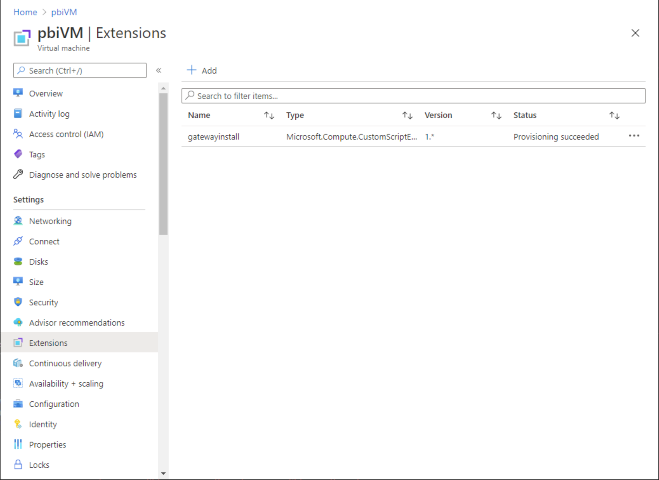 Home > pbiVM
pbiVM | Extensions
Virtual machine
Search (Ctrl+/)
«
+ Add
Search to filter items...
Name ↑↓ Type ↑↓ Version ↑↓ Status ↑↓
gatewayinstall Microsoft.Compute.CustomScriptE... 1.* Provisioning succeeded ...
Overview
Activity log
Access control (IAM)
Tags
Diagnose and solve problems
Settings
Networking
Connect
Disks
Size
Security
Advisor recommendations
Extensions
Continuous delivery
Availability + scaling
Configuration
Identity
Properties
Locks